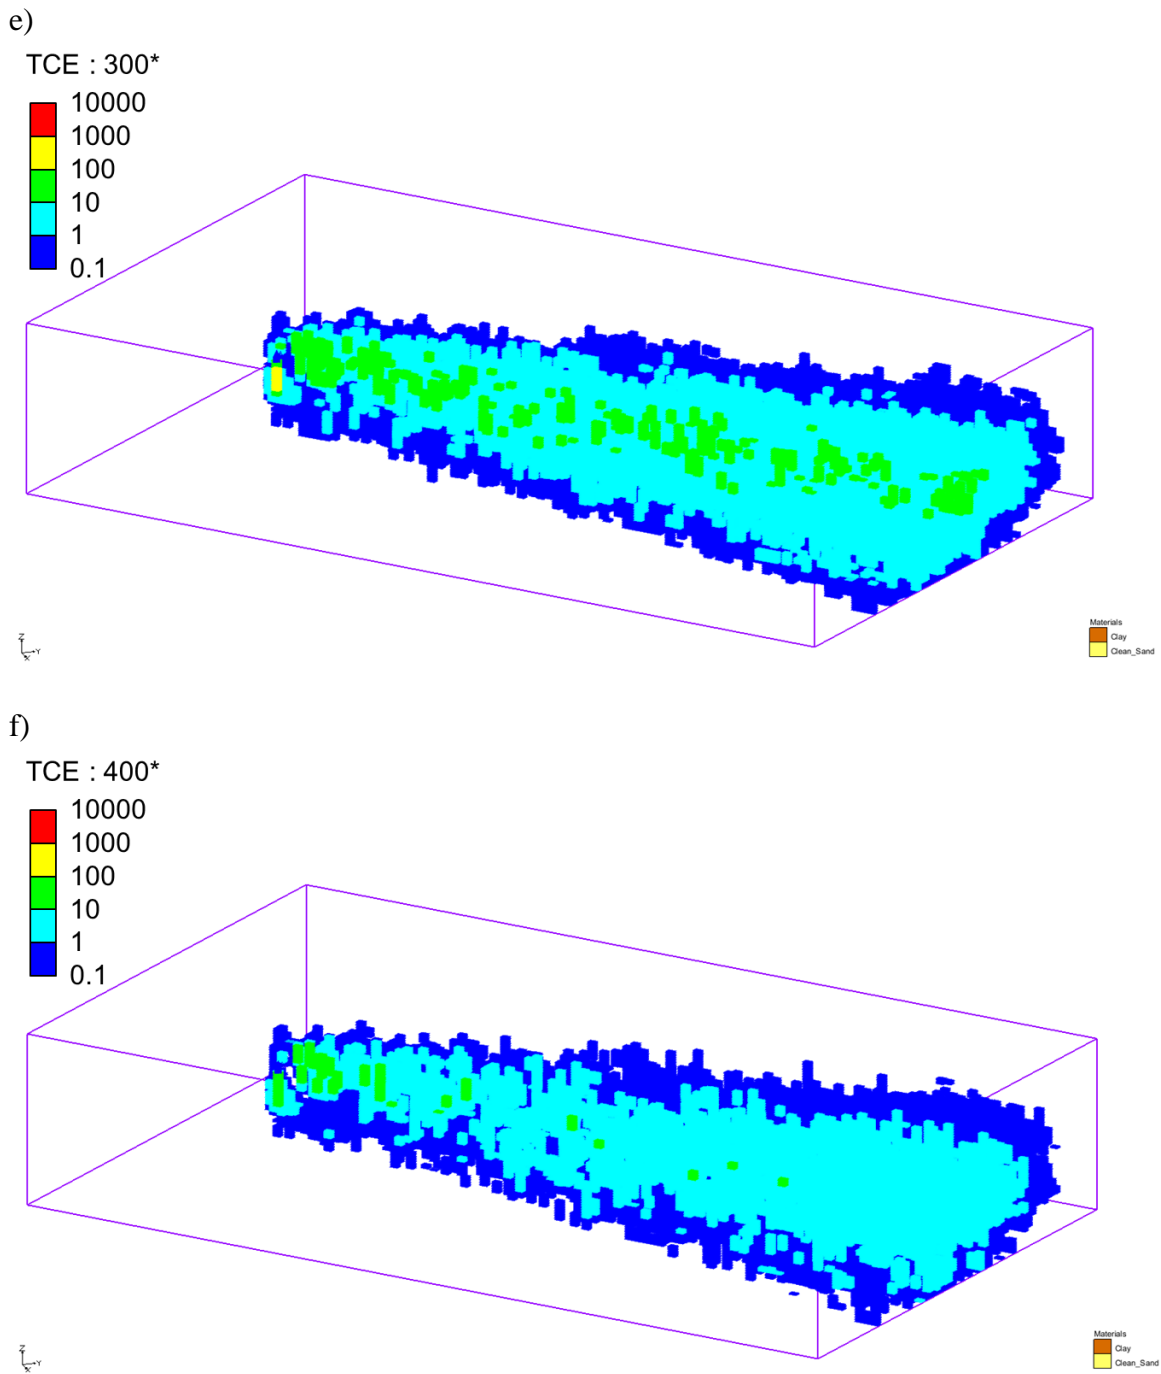 e)
TCE : 300*
10000
1000
100
10
1
0.1
Z
Y
X
Materials
Clay
Clean_Sand
f)
TCE : 400*
10000
1000
100
10
1
0.1
Z
Y
X
Materials
Clay
Clean_Sand